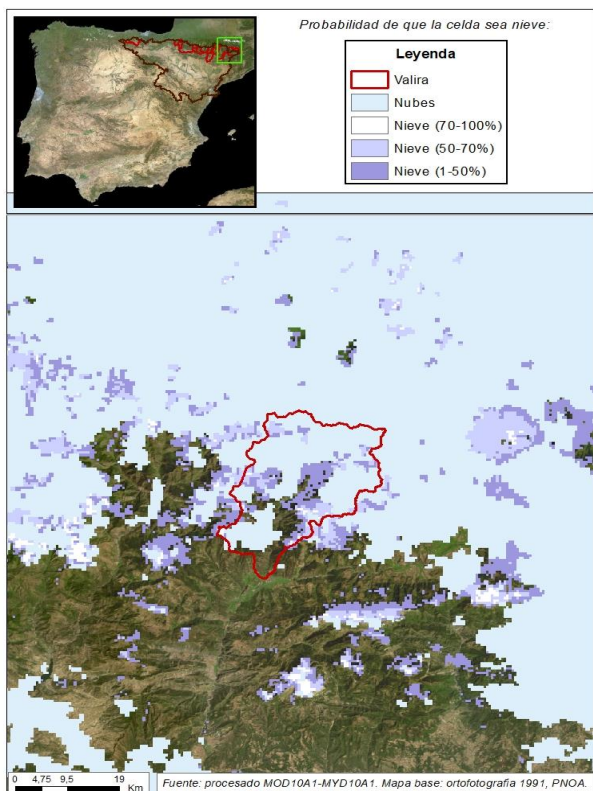 Probabilidad de que la celda sea nieve:
Leyenda
Valira
Nubes
Nieve (70-100%)
Nieve (50-70%)
Nieve (1-50%)
0 4,75 9,5 19
Km
Fuente: procesado MOD10A1-MYD10A1. Mapa base: ortofotografia 1991, PNOA.